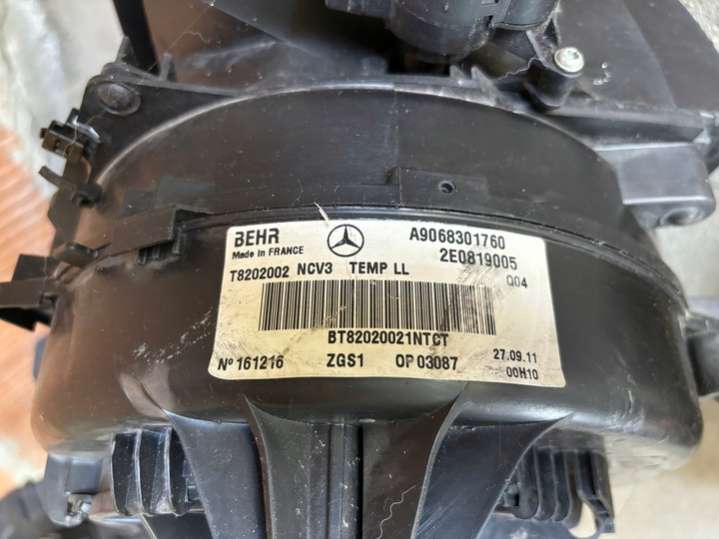 BEHR A9068301760
Made in FRANCE 2E0819005
T8202002 NCV3 TEMP LL Q04
BT82020021NTCT
Nº 161216 ZGS1 OP 03087 27.09.11
00H10